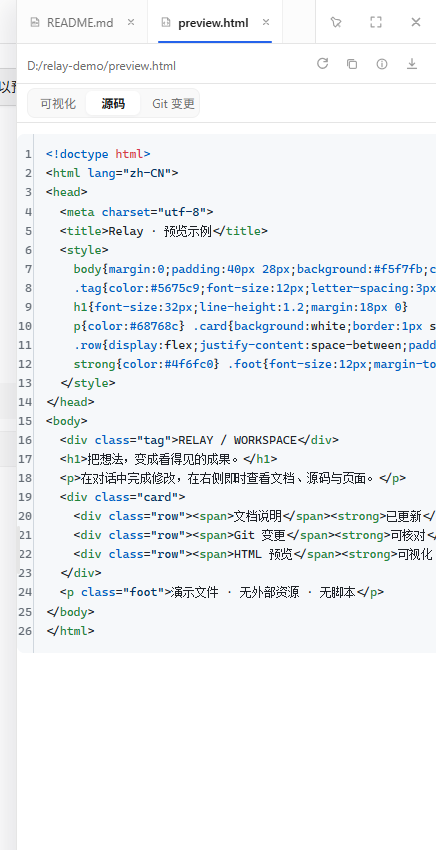 README.md
preview.html
D:/relay-demo/preview.html
可视化 源码 Git 变更
以
1 <!doctype html>
2 <html lang="zh-CN">
3 <head>
4 <meta charset="utf-8">
5 <title>Relay · 预览示例</title>
6 <style>
7 body{margin:0;padding:40px 28px;background:#f5f7fb;c
8 .tag{color:#5675c9;font-size:12px;letter-spacing:3px
9 h1{font-size:32px;line-height:1.2;margin:18px 0}
10 p{color:#68768c} .card{background:white;border:1px s
11 .row{display:flex;justify-content:space-between;padd
12 strong{color:#4f6fc0} .foot{font-size:12px;margin-to
13 </style>
14 </head>
15 <body>
16 <div class="tag">RELAY / WORKSPACE</div>
17 <h1>把想法，变成看得见的成果。</h1>
18 <p>在对话中完成修改，在右侧即时查看文档、源码与页面。</p>
19 <div class="card">
20 <div class="row"><span>文档说明</span><strong>已更新</
21 <div class="row"><span>Git 变更</span><strong>可核对<
22 <div class="row"><span>HTML 预览</span><strong>可视化
23 </div>
24 <p class="foot">演示文件 · 无外部资源 · 无脚本</p>
25 </body>
26 </html>